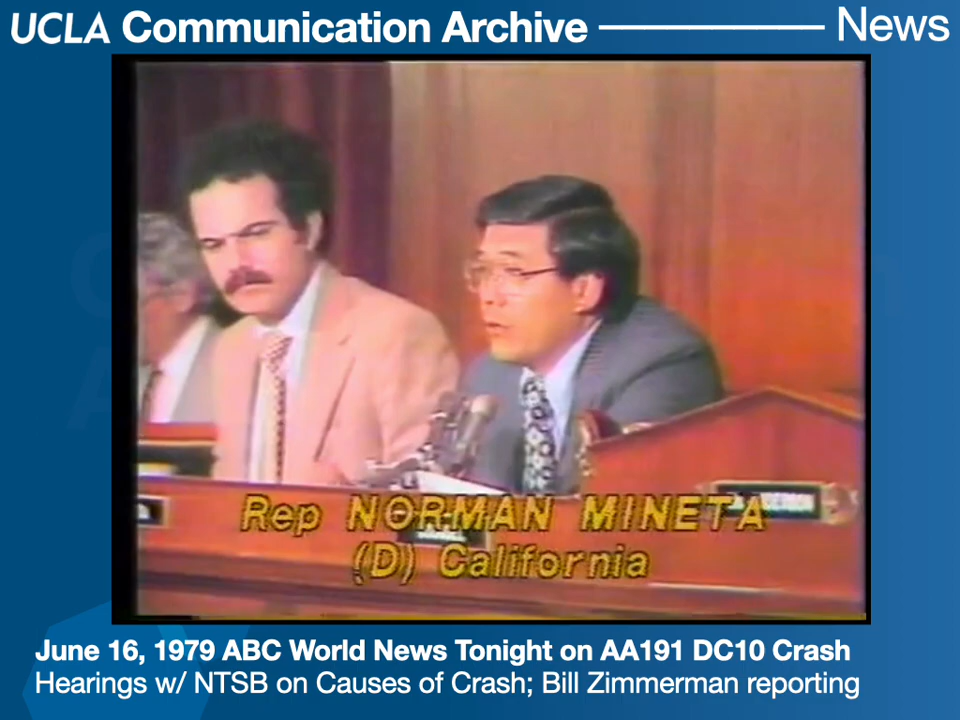 UCLA Communication Archive News
Rep NORMAN MINETA
(D) California
June 16, 1979 ABC World News Tonight on AA191 DC10 Crash
Hearings w/ NTSB on Causes of Crash; Bill Zimmerman reporting